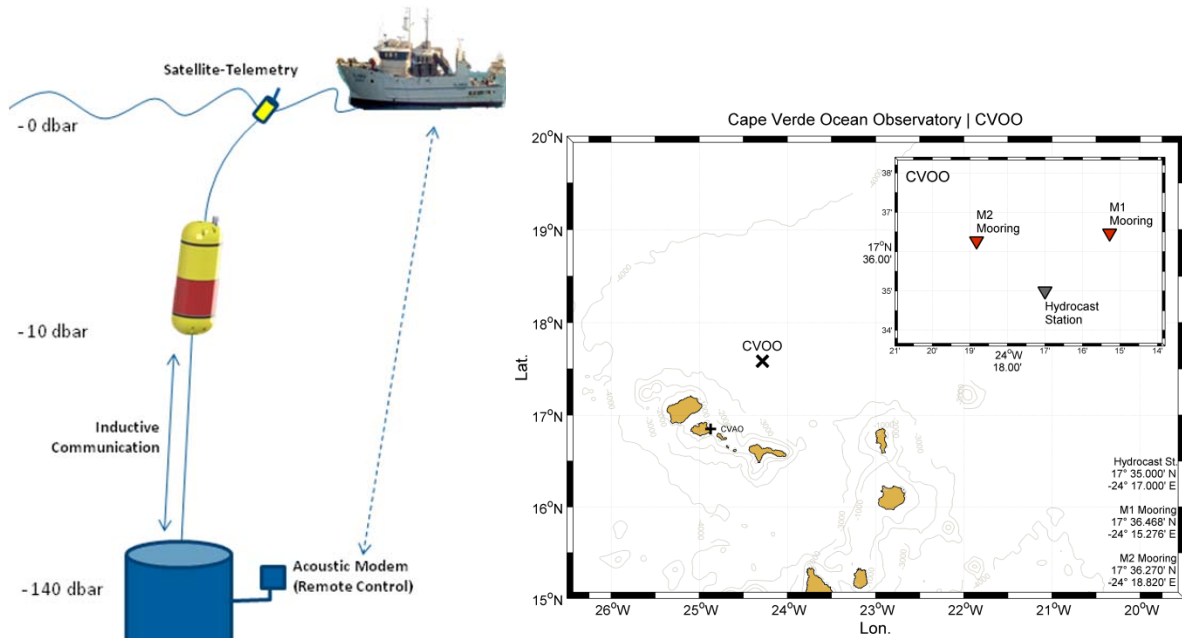 Satellite-Telemetry
-0 dbar
-10 dbar
Inductive
Communication
-140 dbar
Acoustic Modem
(Remote Control)
Cape Verde Ocean Observatory | CVOO
20°N
19°N
18°N
17°N
16°N
15°N
Lat.
26°W
25°W
24°W
23°W
22°W
21°W
20°W
Lon.
CVOO
CVAO
CVOO
38'
37'
17°N
36.00'
35'
34'
21'
20'
19'
24°W
18.00'
17'
16'
15'
14'
M2
Mooring
M1
Mooring
Hydrocast
Station
Hydrocast St.
17° 35.000' N
-24° 17.000' E
M1 Mooring
17° 36.468' N
-24° 15.276' E
M2 Mooring
17° 36.270' N
-24° 18.820' E